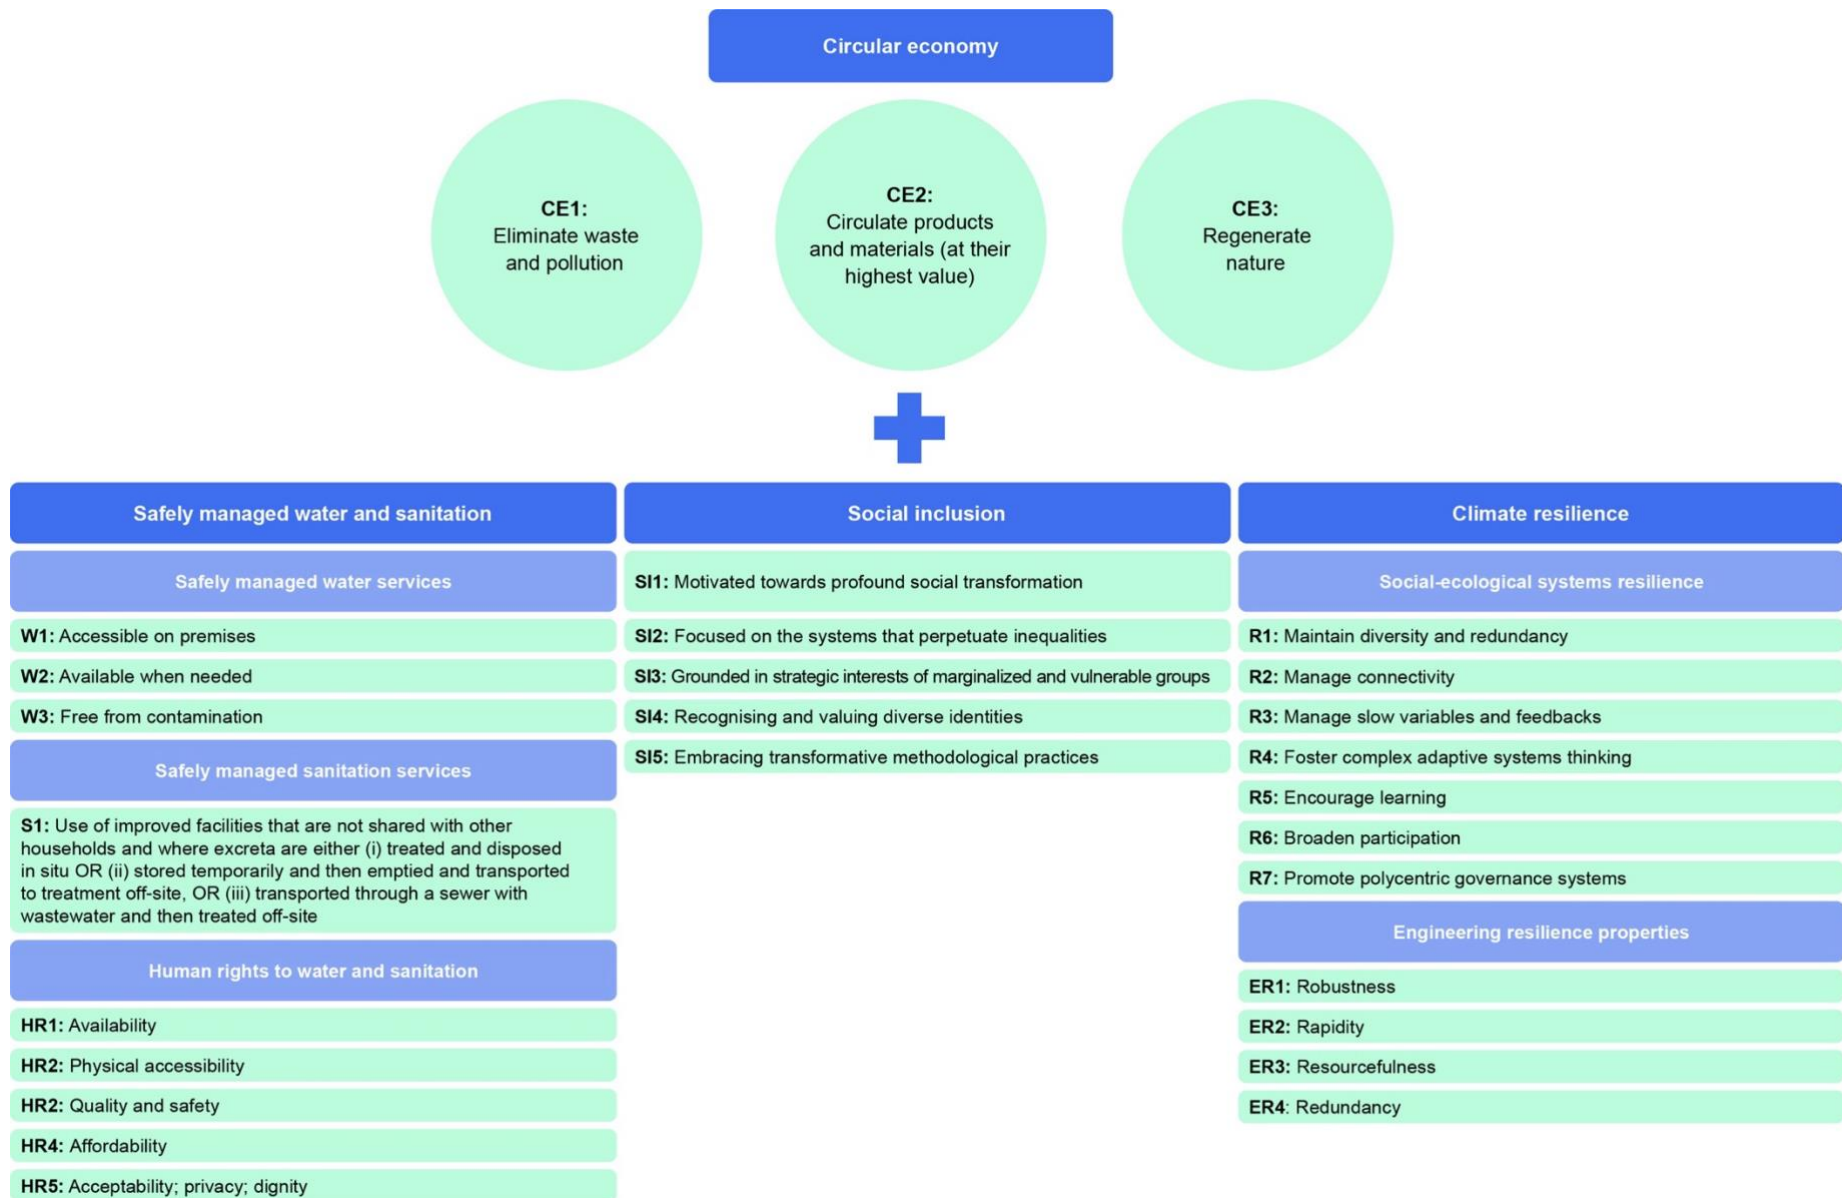 Circular economy
CE1:
Eliminate waste
and pollution
CE2:
Circulate products
and materials (at their
highest value)
CE3:
Regenerate
nature
Safely managed water and sanitation
Safely managed water services
W1: Accessible on premises
W2: Available when needed
W3: Free from contamination
Safely managed sanitation services
S1: Use of improved facilities that are not shared with other
households and where excreta are either (i) treated and disposed
in situ OR (ii) stored temporarily and then emptied and transported
to treatment off-site, OR (iii) transported through a sewer with
wastewater and then treated off-site
Human rights to water and sanitation
HR1: Availability
HR2: Physical accessibility
HR2: Quality and safety
HR4: Affordability
HR5: Acceptability; privacy; dignity
Social inclusion
SI1: Motivated towards profound social transformation
SI2: Focused on the systems that perpetuate inequalities
SI3: Grounded in strategic interests of marginalized and vulnerable groups
SI4: Recognising and valuing diverse identities
SI5: Embracing transformative methodological practices
Climate resilience
Social-ecological systems resilience
R1: Maintain diversity and redundancy
R2: Manage connectivity
R3: Manage slow variables and feedbacks
R4: Foster complex adaptive systems thinking
R5: Encourage learning
R6: Broaden participation
R7: Promote polycentric governance systems
Engineering resilience properties
ER1: Robustness
ER2: Rapidity
ER3: Resourcefulness
ER4: Redundancy